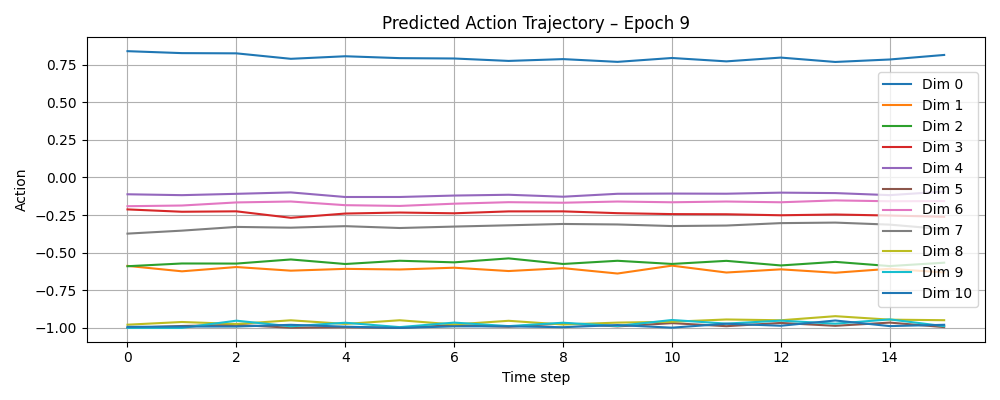 Predicted Action Trajectory – Epoch 9
Action
0.75
0.50
0.25
0.00
−0.25
−0.50
−0.75
−1.00
0
2
4
6
8
10
12
14
Time step
Dim 0
Dim 1
Dim 2
Dim 3
Dim 4
Dim 5
Dim 6
Dim 7
Dim 8
Dim 9
Dim 10